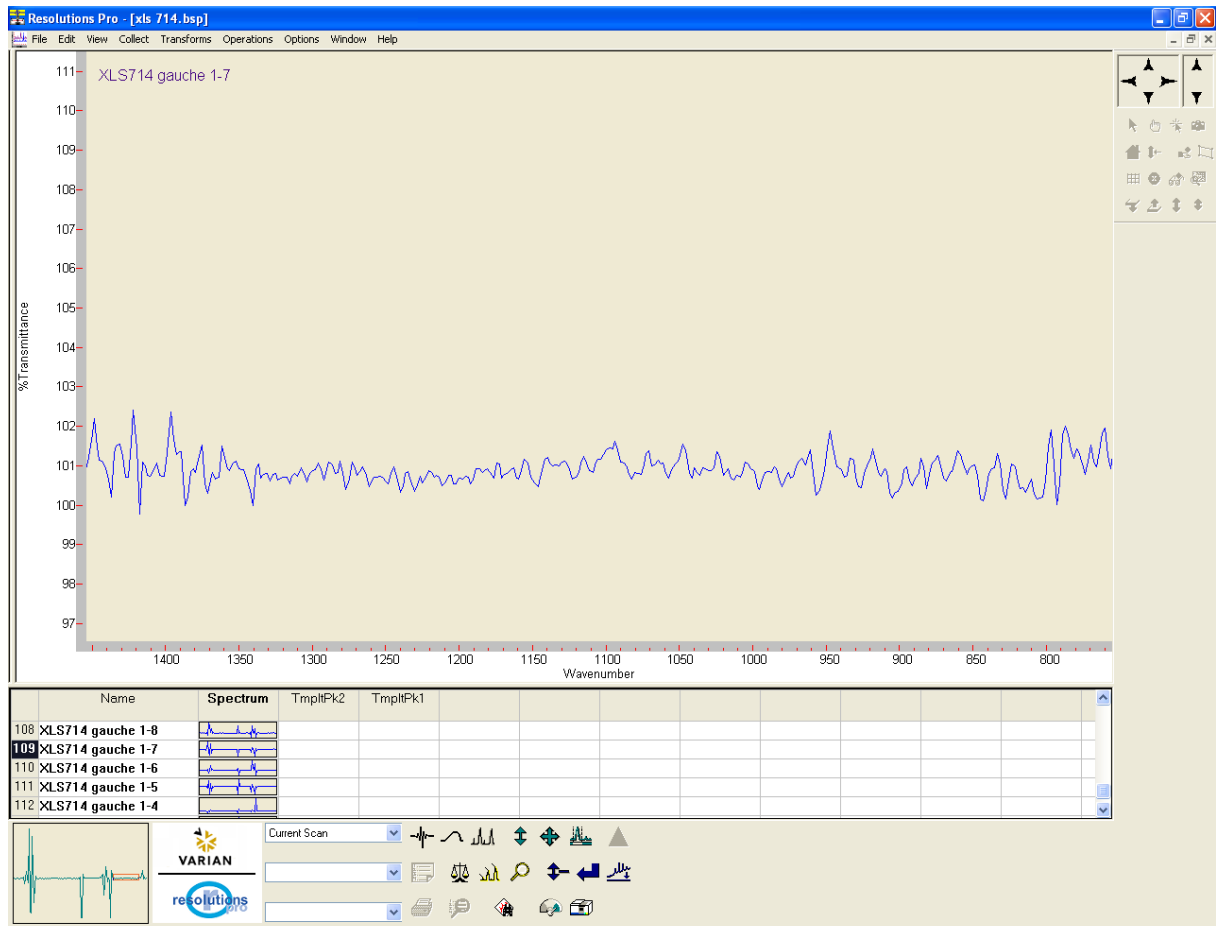 Resolutions Pro - [xls 714.bsp]
File Edit View Collect Transforms Operations Options Window Help
XLS714 gauche 1-7
111
110
109
108
107
106
105
104
103
102
101
100
99
98
97
%Transmittance
1400 1350 1300 1250 1200 1150 1100 1050 1000 950 900 850 800
Wavenumber
Name Spectrum TmpltPk2 TmpltPk1
108 XLS714 gauche 1-8
109 XLS714 gauche 1-7
110 XLS714 gauche 1-6
111 XLS714 gauche 1-5
112 XLS714 gauche 1-4
Current Scan
VARIAN
resolutions
pro